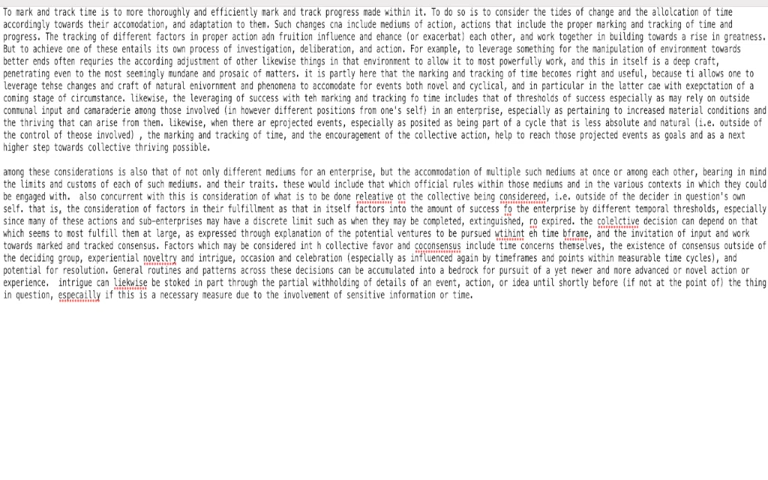 To mark and track time is to more thoroughly and efficiently mark and track progress made within it. To do so is to consider the tides of change and the allolcation of time
accordingly towards their accomodation, and adaptation to them. Such changes cna include mediums of action, actions that include the proper marking and tracking of time and
progress. The tracking of different factors in proper action adn fruition influence and ehance (or exacerbat) each other, and work together in building towards a rise in greatness.
But to achieve one of these entails its own process of investigation, deliberation, and action. For example, to leverage something for the manipulation of environment towards
better ends often requries the according adjustment of other likewise things in that environment to allow it to most powerfully work, and this in itself is a deep craft,
penetrating even to the most seemingly mundane and prosaic of matters. it is partly here that the marking and tracking of time becomes right and useful, because ti allows one to
leverage tehse changes and craft of natural enivornment and phenomena to accomodate for events both novel and cyclical, and in particular in the latter cae with exepctation of a
coming stage of circumstance. likewise, the leveraging of success with teh marking and tracking fo time includes that of thresholds of success especially as may rely on outside
communal input and camaraderie among those involved (in however different positions from one's self) in an enterprise, especially as pertaining to increased material conditions and
the thriving that can arise from them. likewise, when there ar eprojected events, especially as posited as being part of a cycle that is less absolute and natural (i.e. outside of
the control of theose involved) , the marking and tracking of time, and the encouragement of the collective action, help to reach those projected events as goals and as a next
higher step towards collective thriving possible.

among these considerations is also that of not only different mediums for an enterprise, but the accommodation of multiple such mediums at once or among each other, bearing in mind
the limits and customs of each of such mediums. and their traits. these would include that which official rules within those mediums and in the various contexts in which they could
be engaged with.  also concurrent with this is consideration of what is to be done releative ot the collective being considereed, i.e. outside of the decider in question's own
self. that is, the consideration of factors in their fulfillment as that in itself factors into the amount of success fo the enterprise by different temporal thresholds, especially
since many of these actions and sub-enterprises may have a discrete limit such as when they may be completed, extinguished, ro expired. the colelctive decision can depend on that
which seems to most fulfill them at large, as expressed through explanation of the potential ventures to be pursued wtihint eh time bframe, and the invitation of input and work
towards marked and tracked consensus. Factors which may be considered int h collective favor and coconsensus include time concerns themselves, the existence of consensus outside of
the deciding group, experiential noveltry and intrigue, occasion and celebration (especially as influenced again by timeframes and points within measurable time cycles), and
potential for resolution. General routines and patterns across these decisions can be accumulated into a bedrock for pursuit of a yet newer and more advanced or novel action or
experience.  intrigue can liekwise be stoked in part through the partial withholding of details of an event, action, or idea until shortly before (if not at the point of) the thing
in question, especailly if this is a necessary measure due to the involvement of sensitive information or time.